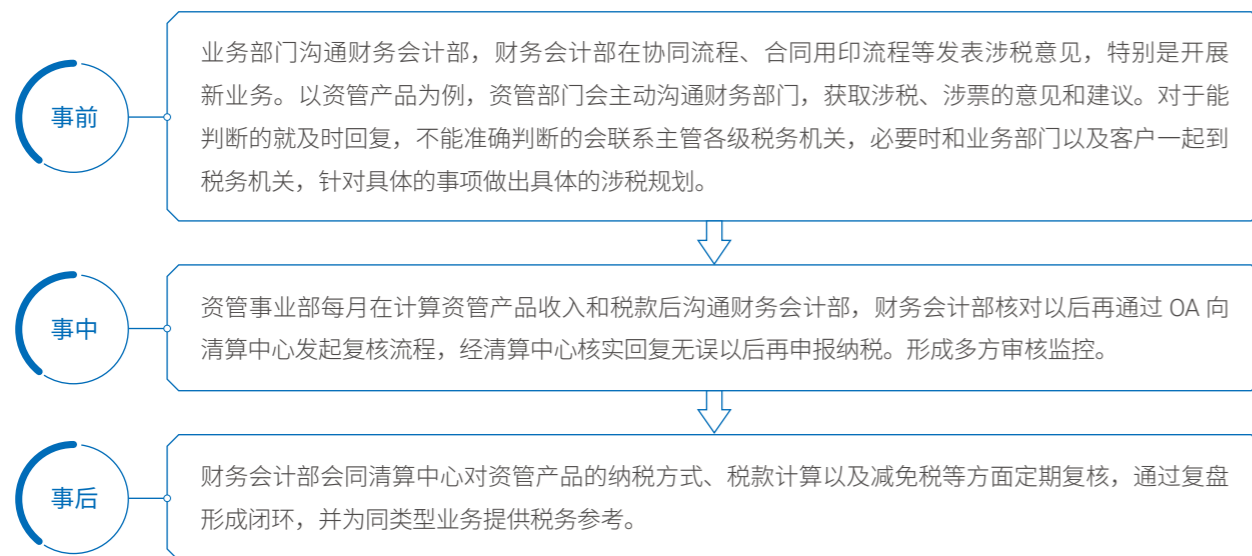 事前
业务部门沟通财务会计部，财务会计部在协同流程、合同用印流程等发表涉税意见，特别是开展
新业务。以资管产品为例，资管部门会主动沟通财务部门，获取涉税、涉票的意见和建议。对于能
判断的就及时回复，不能准确判断的会联系主管各级税务机关，必要时和业务部门以及客户一起到
税务机关，针对具体的事项做出具体的涉税规划。
事中
资管事业部每月在计算资管产品收入和税款后沟通财务会计部，财务会计部核对以后再通过 OA 向
清算中心发起复核流程，经清算中心核实回复无误以后再申报纳税。形成多方审核监控。
事后
财务会计部会同清算中心对资管产品的纳税方式、税款计算以及减免税等方面定期复核，通过复盘
形成闭环，并为同类型业务提供税务参考。